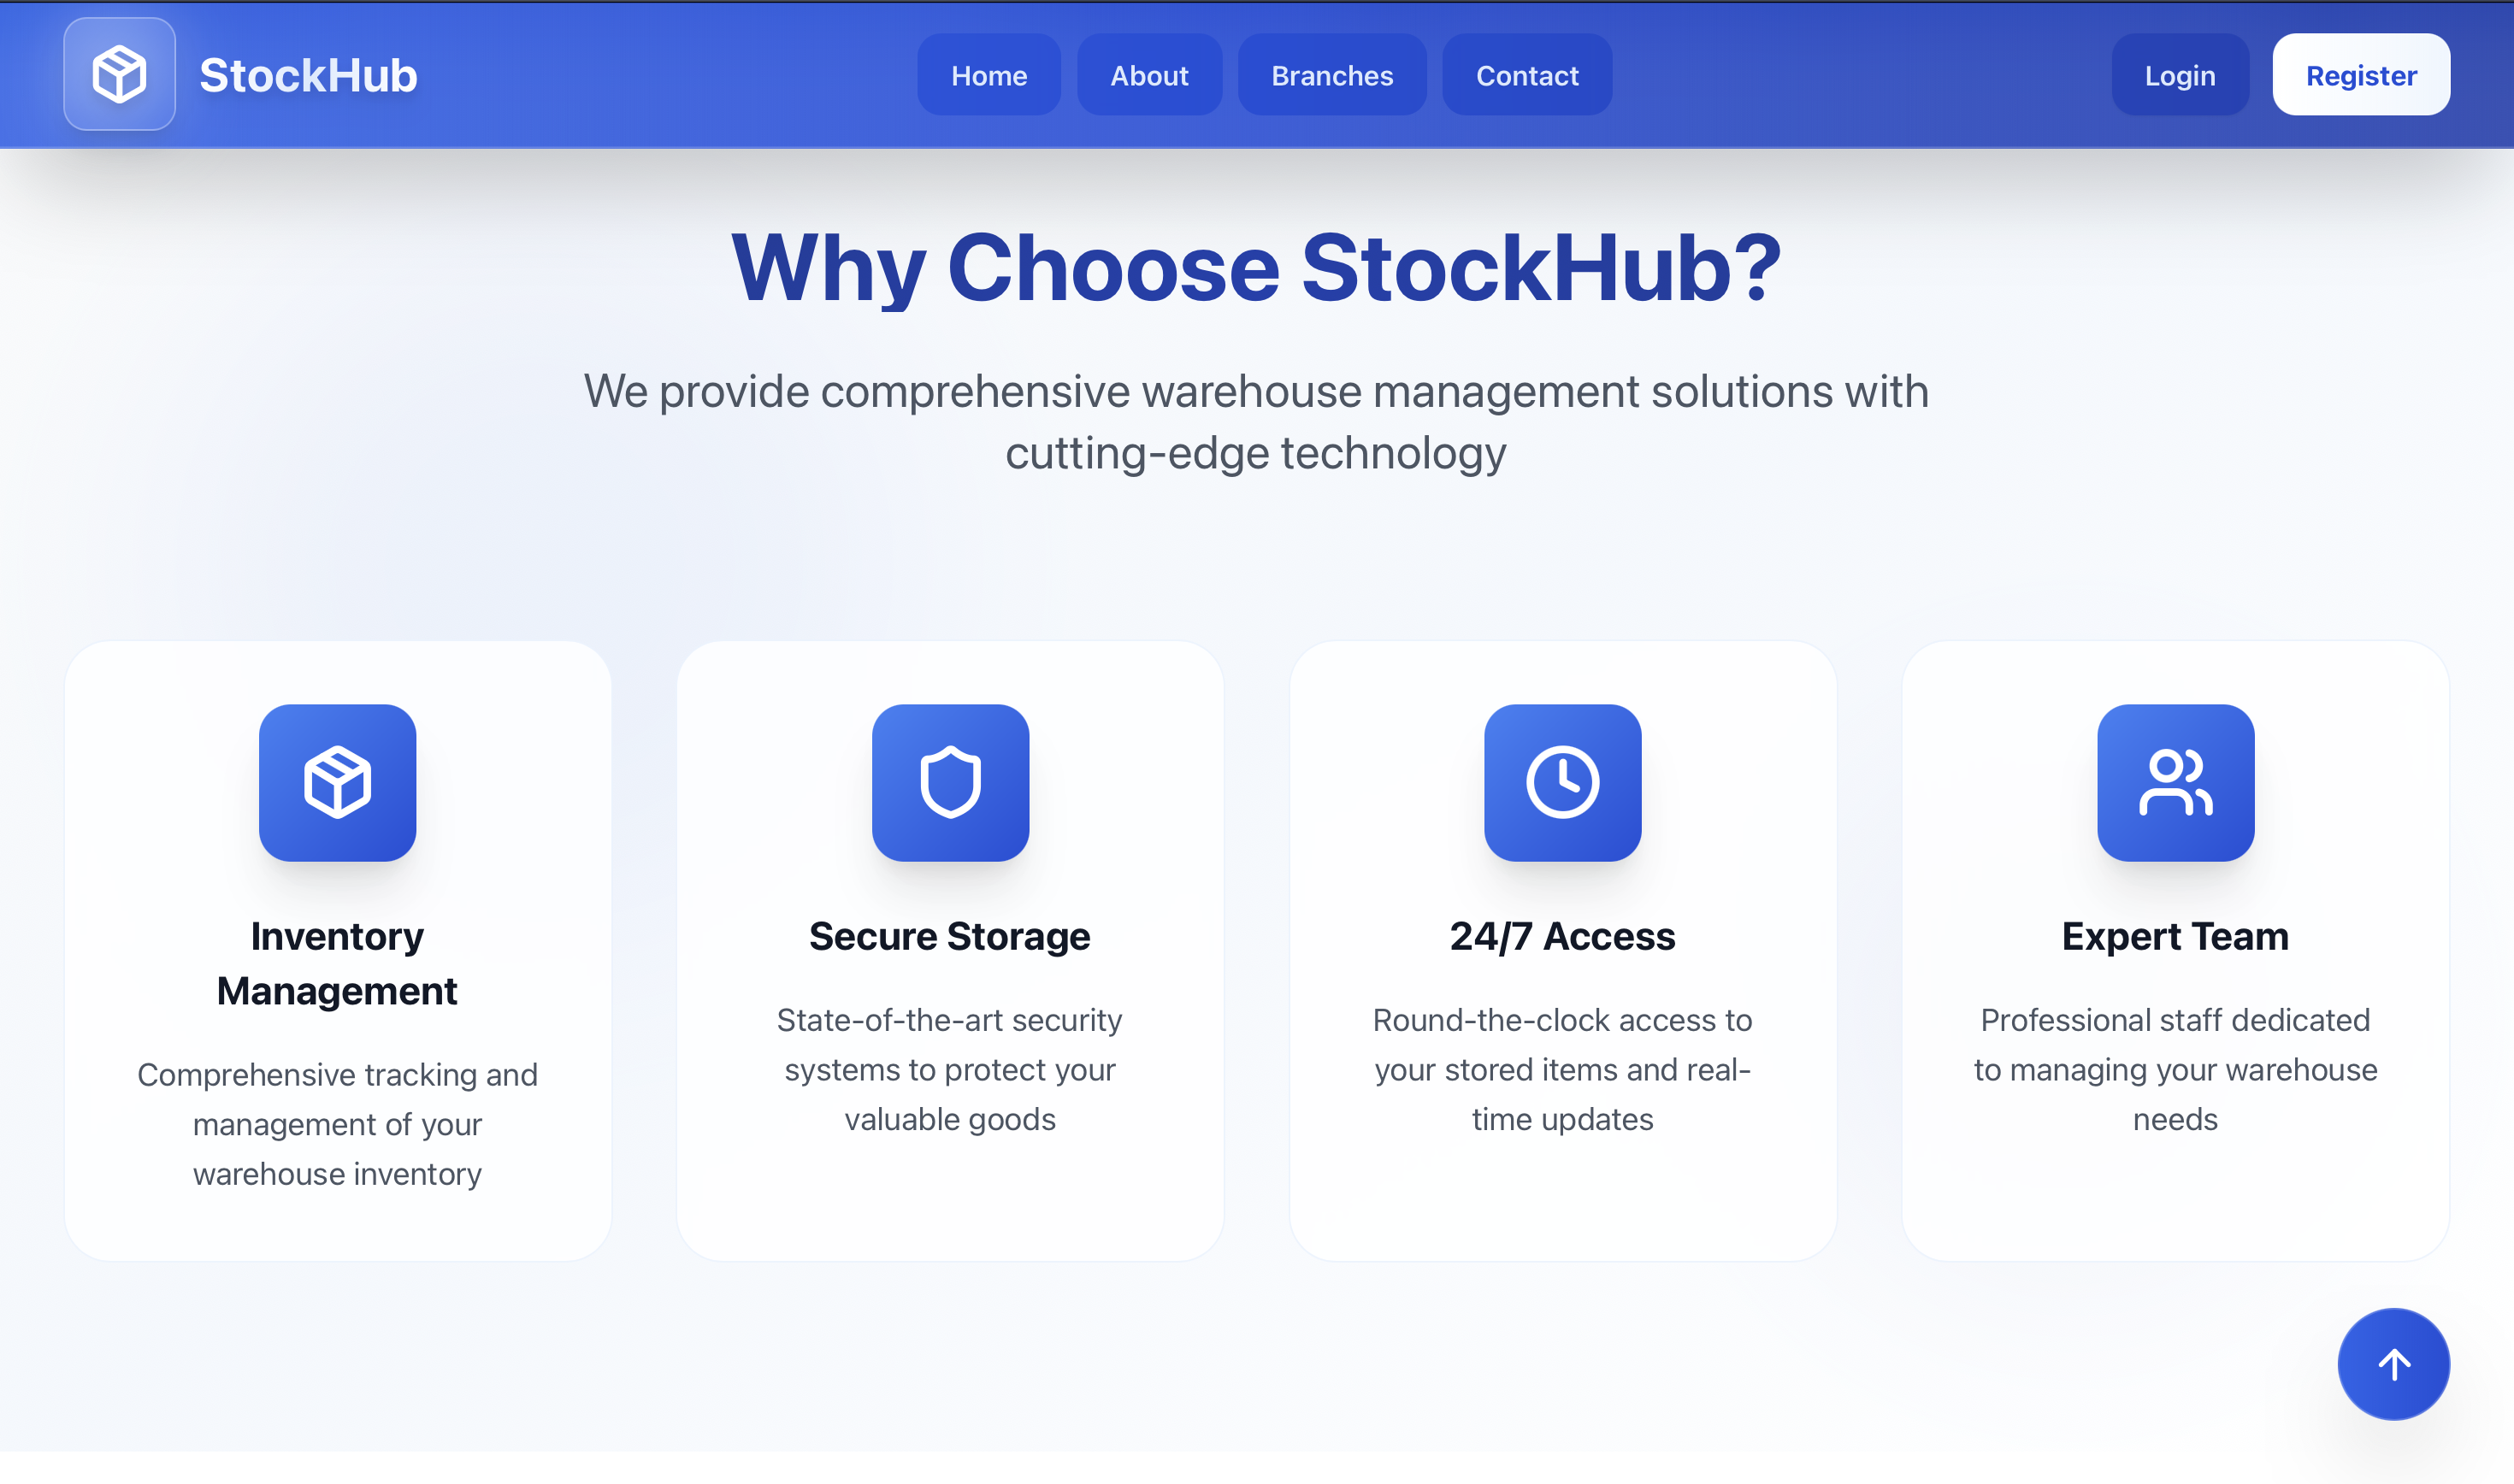 StockHub
Home
About
Branches
Contact
Login
Register
Why Choose StockHub?
We provide comprehensive warehouse management solutions with
cutting-edge technology
Inventory
Management
Comprehensive tracking and
management of your
warehouse inventory
Secure Storage
State-of-the-art security
systems to protect your
valuable goods
24/7 Access
Round-the-clock access to
your stored items and real-
time updates
Expert Team
Professional staff dedicated
to managing your warehouse
needs